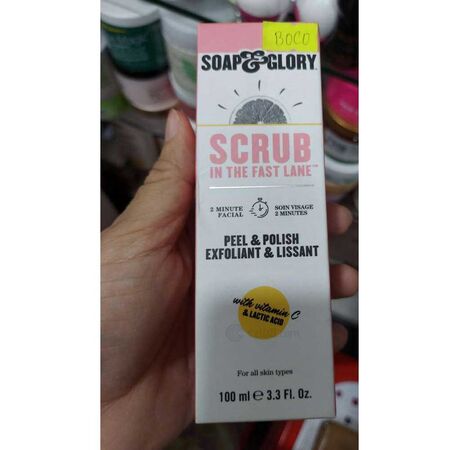 BOCO
SOAP & GLORY
SCRUB
IN THE FAST LANE™
2 MINUTE
FACIAL
SOIN VISAGE
2 MINUTES
PEEL & POLISH
EXFOLIANT & LISSANT
with vitamin C
& LACTIC ACID
For all skin types
100 ml ℮ 3.3 Fl. Oz.